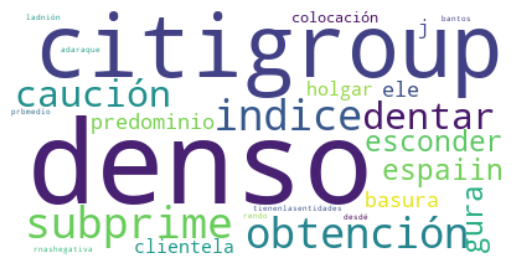 ladnión
colocación
j
bantos
citigroup
adaraque
caución
holgar
ele
prbmedio
predominio
indice
dentar
denso
esconder
espaiin
basura
gura
tienenlasentidades
subprime
rendo
desdé
obtención
clientela
rnashegativa